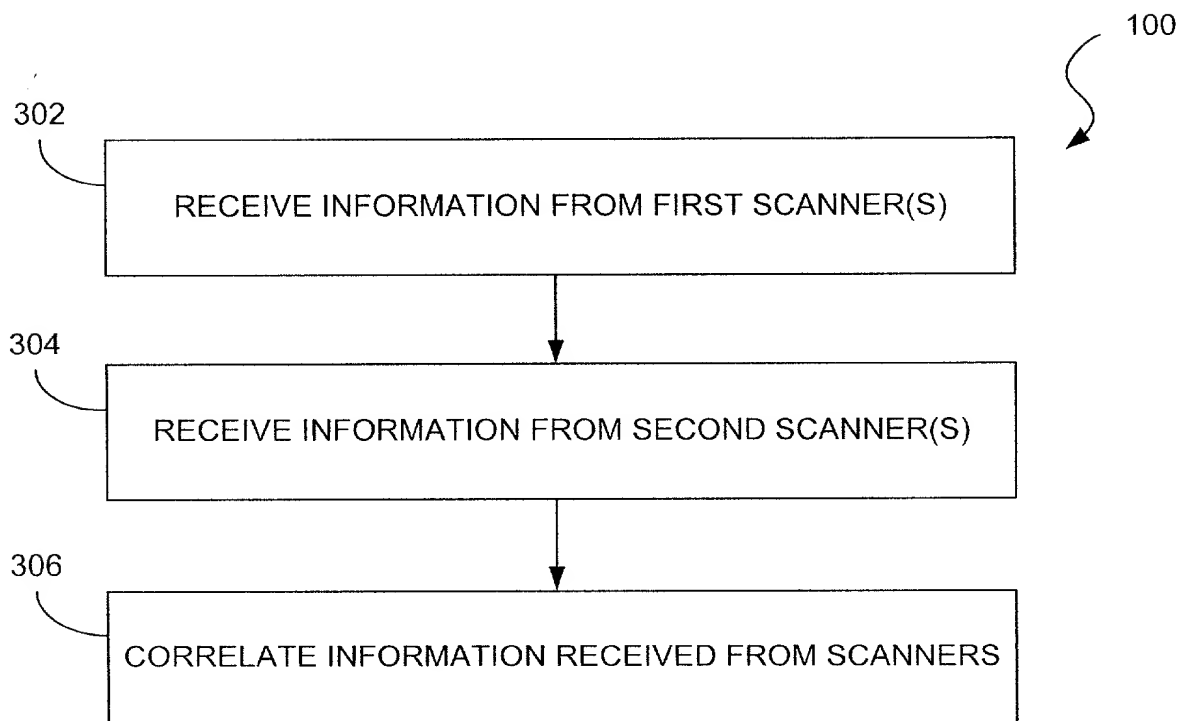 100
302
RECEIVE INFORMATION FROM FIRST SCANNER(S)
304
RECEIVE INFORMATION FROM SECOND SCANNER(S)
306
CORRELATE INFORMATION RECEIVED FROM SCANNERS